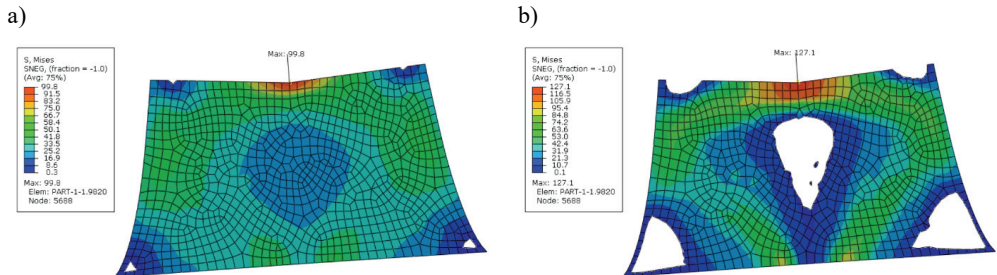 a)
b)
Max: 99.8
S, Mises
SNEG, (fraction = -1.0)
(Avg: 75%)
99.8
91.5
83.2
75.0
66.7
58.4
50.1
41.8
33.5
25.2
16.9
8.6
0.3
Max: 99.8
Elem: PART-1-1.9820
Node: 5688
Max: 127.1
S, Mises
SNEG, (fraction = -1.0)
(Avg: 75%)
127.1
116.5
105.9
95.4
84.8
74.2
63.6
53.0
42.4
31.9
21.3
10.7
0.1
Max: 127.1
Elem: PART-1-1.9820
Node: 5688